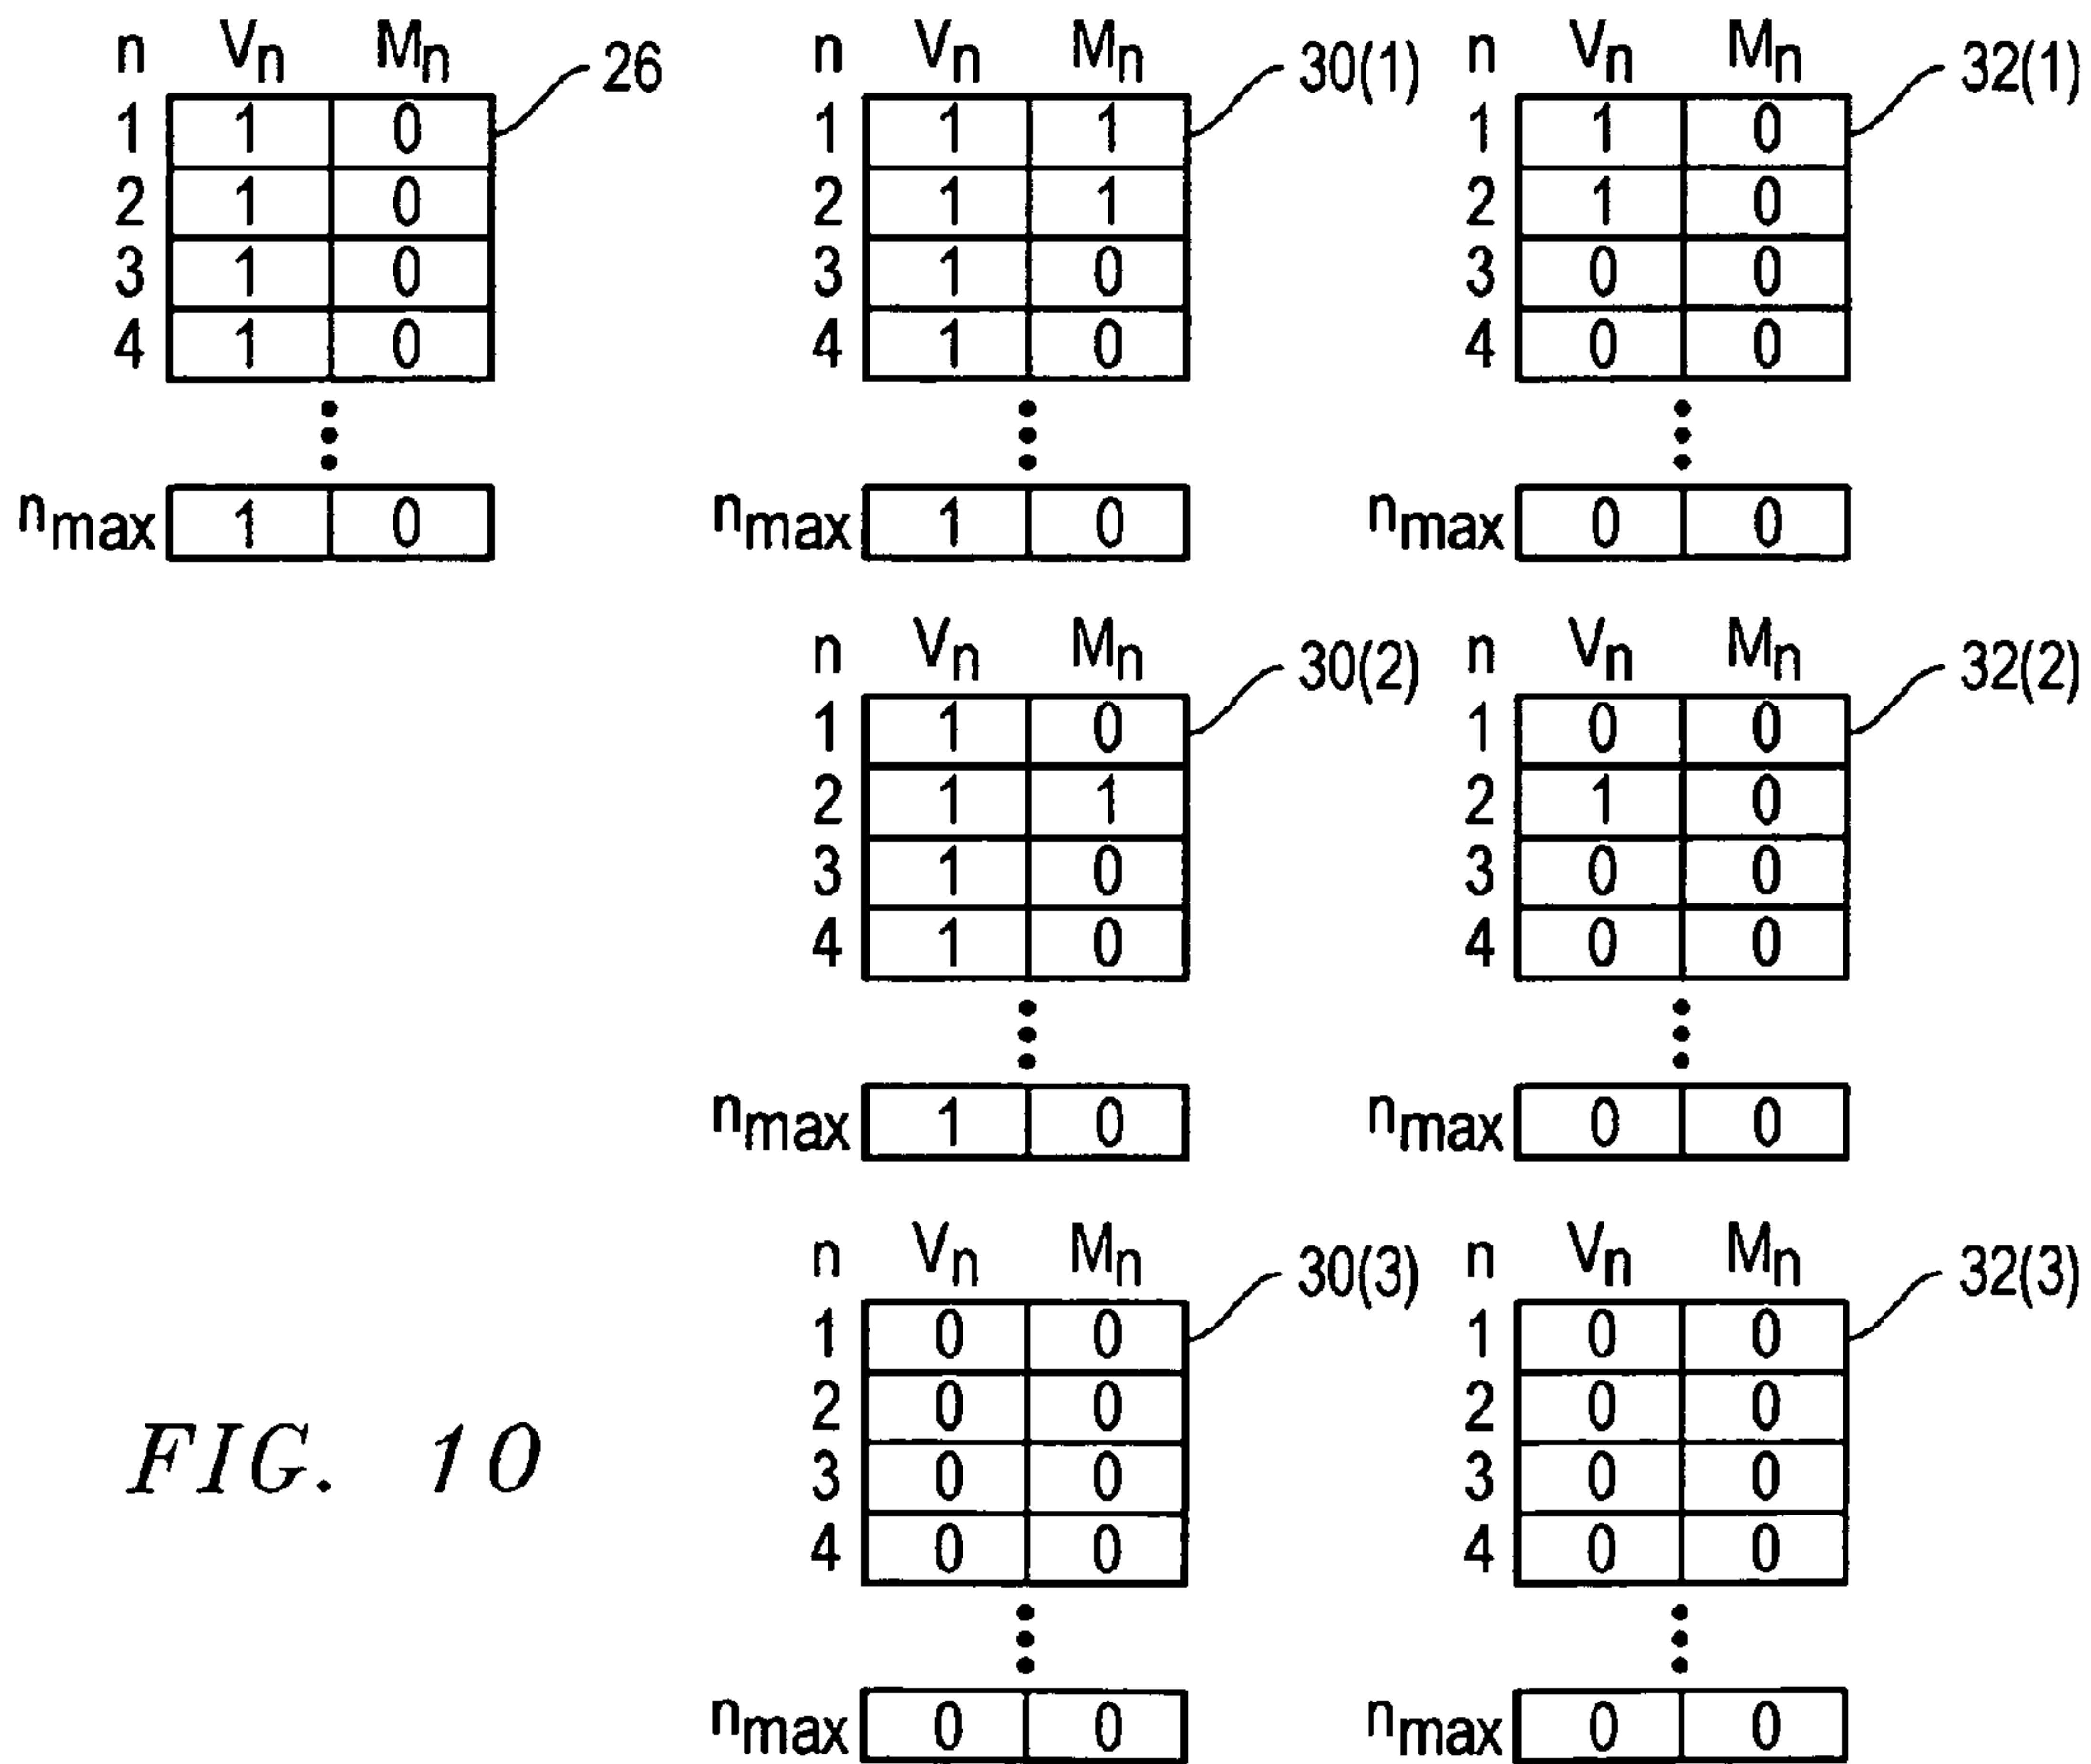 n Vn Mn 26
1 1 0
2 1 0
3 1 0
4 1 0
nmax 1 0
n Vn Mn 30(1)
1 1 1
2 1 1
3 1 0
4 1 0
nmax 1 0
n Vn Mn 32(1)
1 1 0
2 1 0
3 0 0
4 0 0
nmax 0 0
n Vn Mn 30(2)
1 1 0
2 1 1
3 1 0
4 1 0
nmax 1 0
n Vn Mn 32(2)
1 0 0
2 1 0
3 0 0
4 0 0
nmax 0 0
n Vn Mn 30(3)
1 0 0
2 0 0
3 0 0
4 0 0
nmax 0 0
n Vn Mn 32(3)
1 0 0
2 0 0
3 0 0
4 0 0
nmax 0 0
FIG. 10